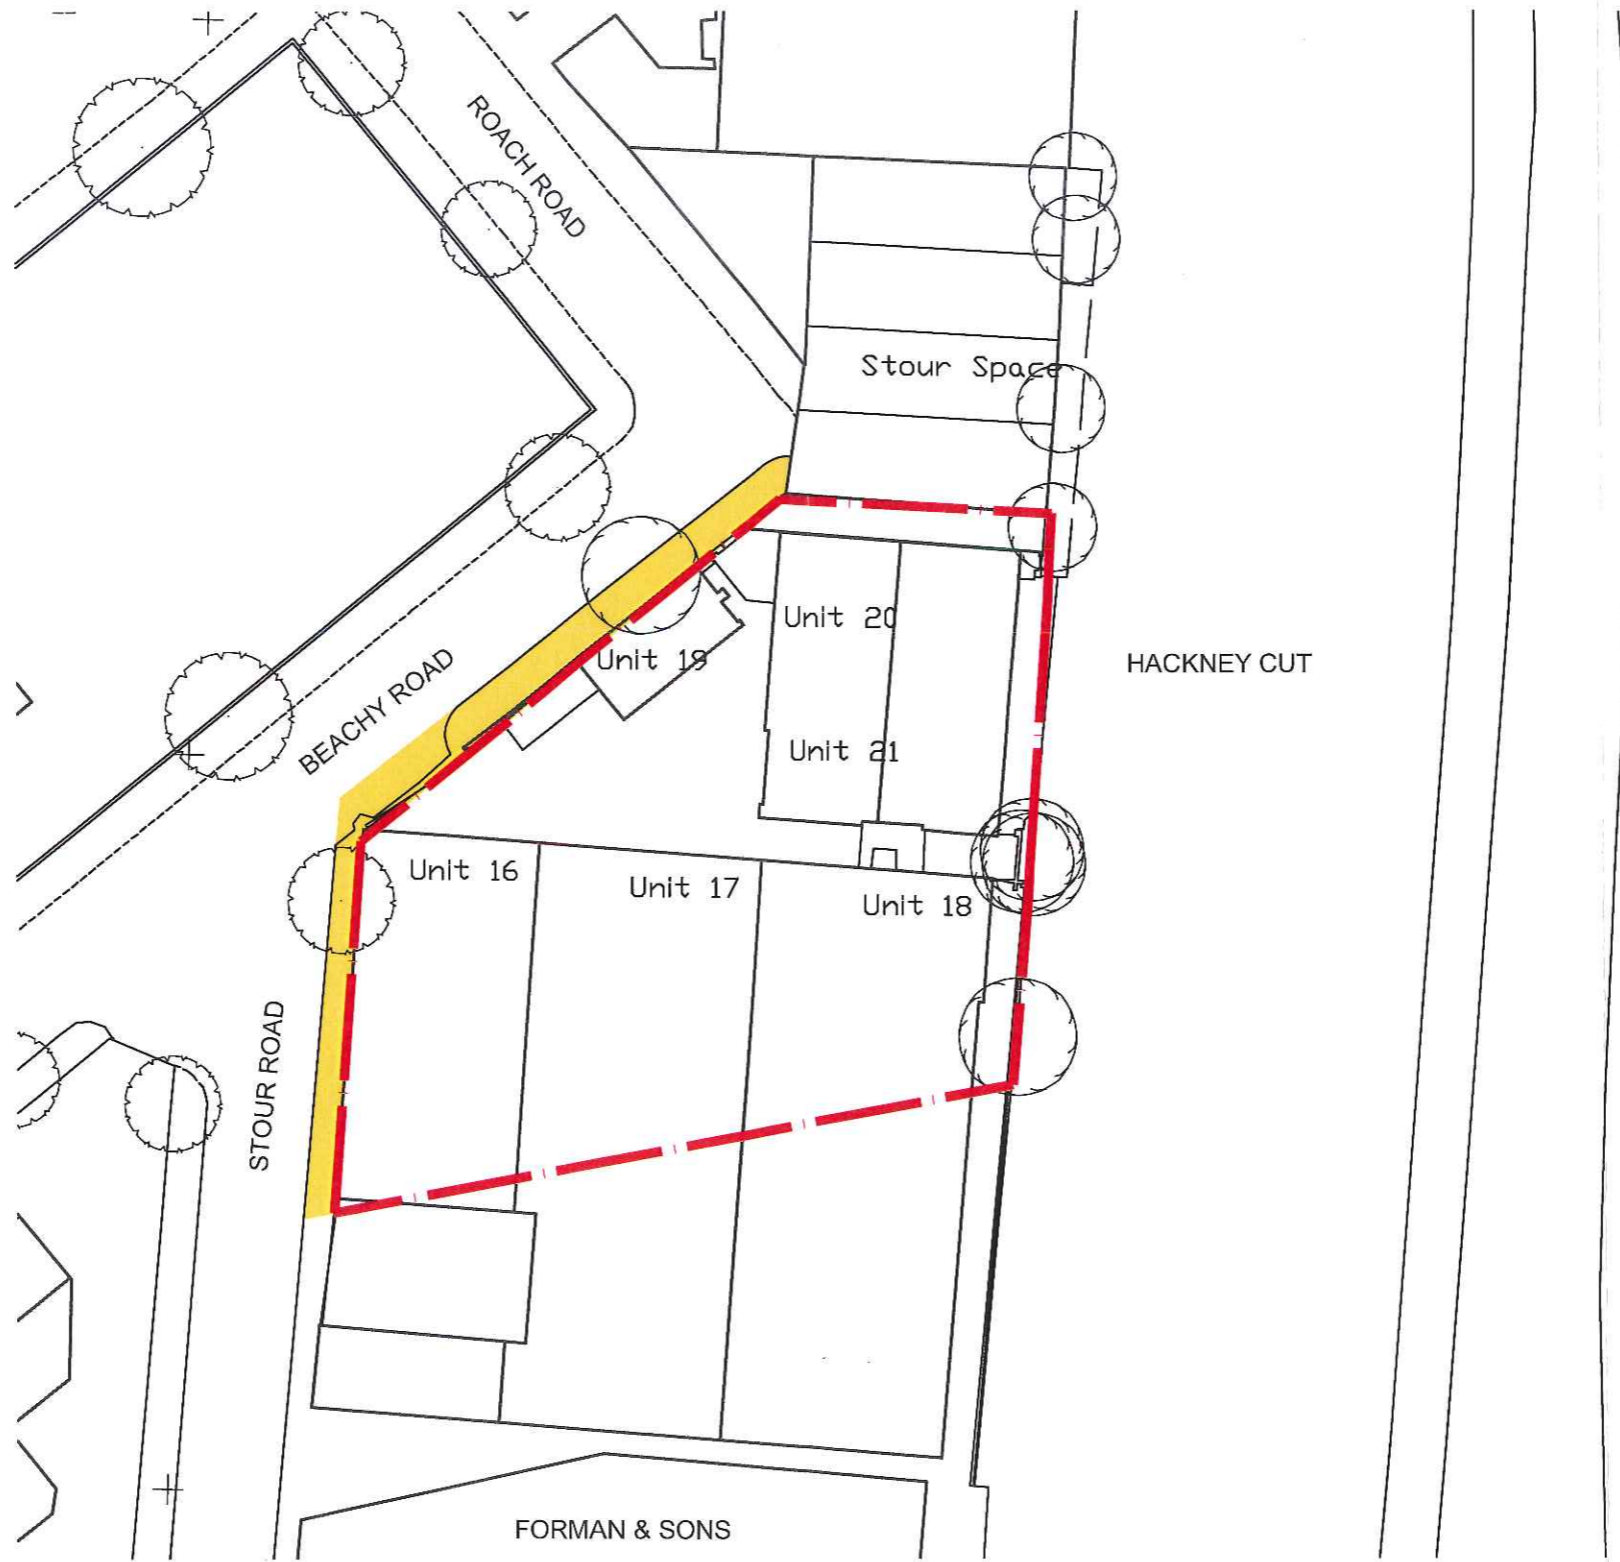 ROACH ROAD
Stour Space
Unit 20
Unit 19
HACKNEY CUT
BEACHY ROAD
Unit 21
Unit 16
Unit 17
Unit 18
STOUR ROAD
FORMAN & SONS